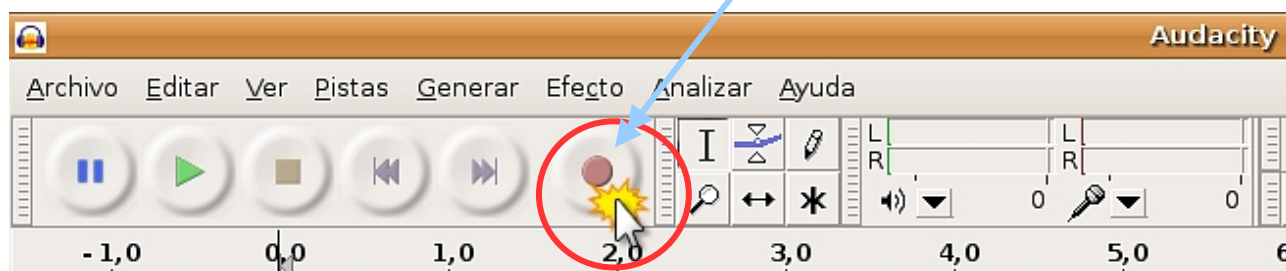 Audacity
Archivo Editar Ver Pistas Generar Efecto Analizar Ayuda
L L
R R
0 0
-1,0 0,0 1,0 2,0 3,0 4,0 5,0 6